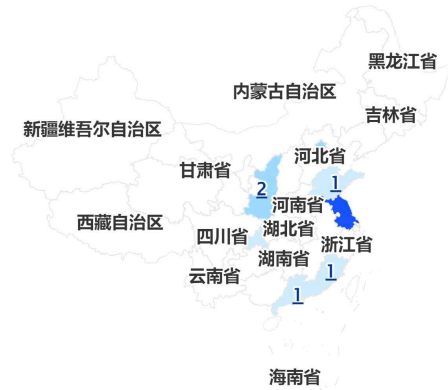 黑龙江省
内蒙古自治区
吉林省
新疆维吾尔自治区
河北省
甘肃省
1
2
河南省
西藏自治区
湖北省
四川省
浙江省
湖南省
1
云南省
1
海南省